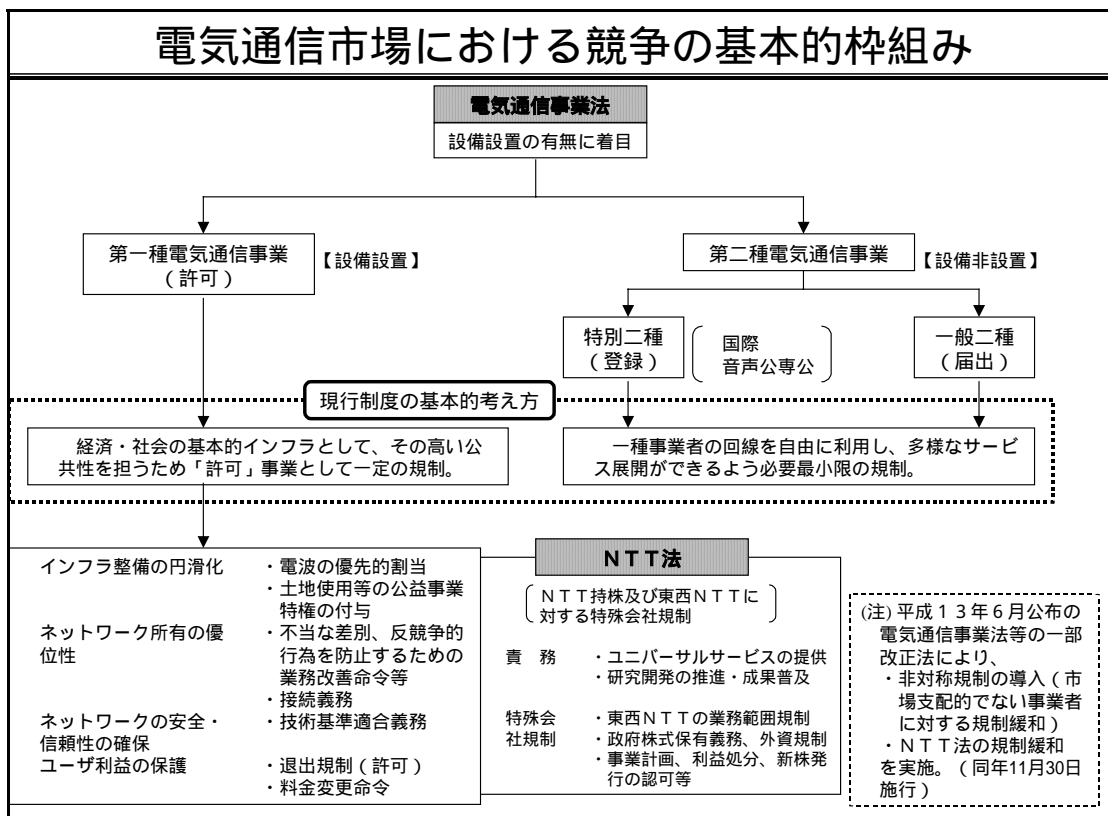 電気通信市場における競争の基本的枠組み
電気通信事業法
設備設置の有無に着目
第一種電気通信事業
(許可)
【設備設置】
第二種電気通信事業
【設備非設置】
特別二種
(登録)
国際
音声公専公
一般二種
(届出)
現行制度の基本的考え方
経済・社会の基本的インフラとして、その高い公
共性を担うため「許可」事業として一定の規制。
一種事業者の回線を自由に利用し、多様なサービ
ス展開ができるよう必要最小限の規制。
インフラ整備の円滑化
・電波の優先的割当
・土地使用等の公益事業
特権の付与
ネットワーク所有の優
位性
・不当な差別、反競争的
行為を防止するための
業務改善命令等
・接続義務
ネットワークの安全・
信頼性の確保
・技術基準適合義務
ユーザ利益の保護
・退出規制(許可)
・料金変更命令
NTT法
NTT持株及び東西NTTに
対する特殊会社規制
責 務
・ユニバーサルサービスの提供
・研究開発の推進・成果普及
特殊会
社規制
・東西NTTの業務範囲規制
・政府株式保有義務、外資規制
・事業計画、利益処分、新株発
行の認可等
(注) 平成13年6月公布の
電気通信事業法等の一部
改正法により、
・非対称規制の導入(市
場支配的でない事業者
に対する規制緩和)
・NTT法の規制緩和
を実施。(同年11月30日
施行)